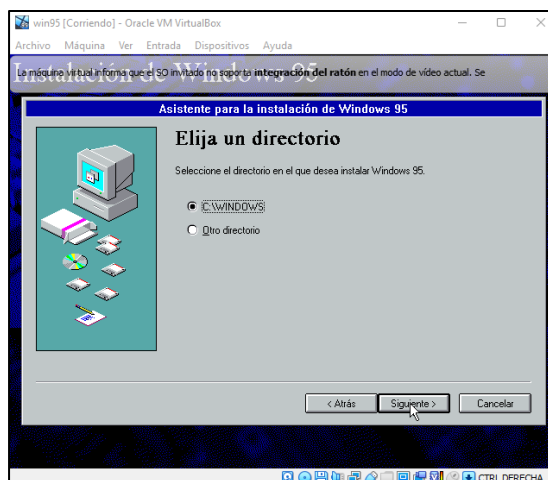 win95 [Corriendo] - Oracle VM VirtualBox
Archivo Máquina Ver Entrada Dispositivos Ayuda
Instalación de Windows 95
La máquina virtual informa que el SO invitado no soporta integración del ratón en el modo de vídeo actual. Se
Asistente para la instalación de Windows 95
Elija un directorio
Seleccione el directorio en el que desea instalar Windows 95.
C:\WINDOWS
Otro directorio
< Atrás Siguiente > Cancelar
CTRL DERECHA